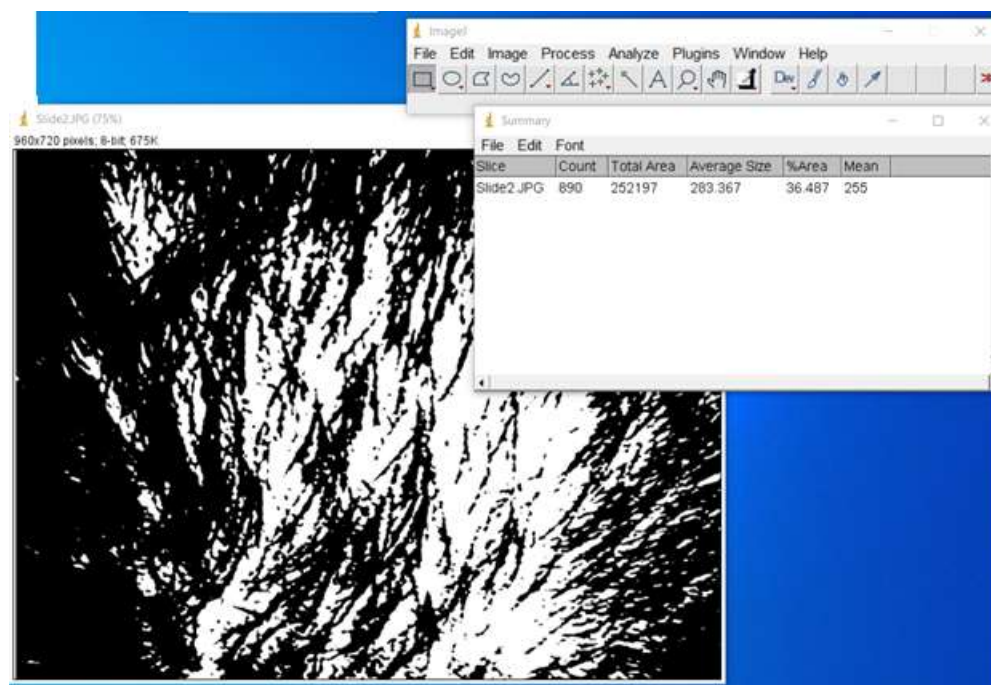 ImageJ
File Edit Image Process Analyze Plugins Window Help
Dev
Slide2.JPG (75%)
960x720 pixels; 8-bit; 675K
Summary
File Edit Font
Slice Count Total Area Average Size %Area Mean
Slide2.JPG 890 252197 283.367 36.487 255